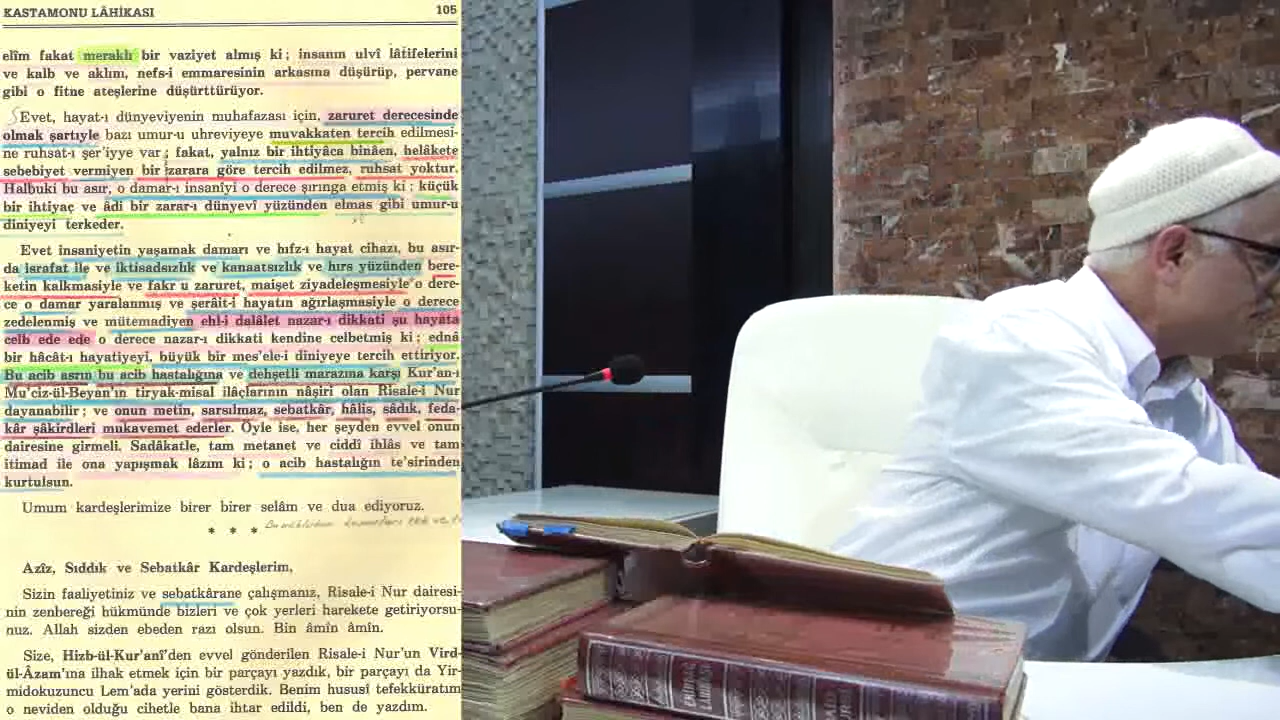 KASTAMONU LÂHİKASI 105
elîm fakat meraklı bir vaziyet almış ki; insanın ulvî lâtifelerini
ve kalb ve aklını, nefs-i emmaresinin arkasına düşürüp, pervane
gibi o fitne ateşlerine düşürttürüyor.
Evet, hayat-ı dünyeviyenin muhafazası için, zaruret derecesinde
olmak şartıyle bazı umur-u uhreviyeye muvakkaten tercih edilmesi-
ne ruhsat-ı şer'iyye var; fakat, yalnız bir ihtiyâca binâen, helâkete
sebebiyet vermiyen bir zarara göre tercih edilmez, ruhsat yoktur.
Halbuki bu asır, o damar-ı insanîyi o derece şırınga etmiş ki; küçük
bir ihtiyaç ve âdi bir zarar-ı dünyevî yüzünden elmas gibi umur-u
diniyeyi terkeder.
Evet insaniyetin yaşamak damarı ve hıfz-ı hayat cihazı, bu asır-
da israfat ile ve iktisadsızlık ve kanaatsızlık ve hırs yüzünden bere-
ketin kalkmasiyle ve fakr u zaruret, maişet ziyadeleşmesiyle o dere-
ce o damar yaralanmış ve şerâit-i hayatın ağırlaşmasiyle o derece
zedelenmiş ve mütemadiyen ehl-i dalâlet nazar-ı dikkati şu hayata
celb ede ede o derece nazar-ı dikkati kendine celbetmiş ki; ednâ
bir hâcât-ı hayatiyeyi, büyük bir mes'ele-i diniyeye tercih ettiriyor.
Bu acib asrın bu acib hastalığına ve dehşetli marazına karşı Kur'an-ı
Mu'ciz-ül-Beyan'ın tiryak-misal ilâçlarının nâşiri olan Risale-i Nur
dayanabilir; ve onun metin, sarsılmaz, sebatkâr, hâlis, sâdık, feda-
kâr şâkirdleri mukavemet ederler. Öyle ise, her şeyden evvel onun
dairesine girmeli. Sadâkatle, tam metanet ve ciddî ihlâs ve tam
itimad ile ona yapışmak lâzım ki; o acib hastalığın te'sirinden
kurtulsun.
Umum kardeşlerimize birer birer selâm ve dua ediyoruz.
* * *
Azîz, Sıddık ve Sebatkâr Kardeşlerim,
Sizin faaliyetiniz ve sebatkârane çalışmanız, Risale-i Nur dairesi-
nin zenbereği hükmünde bizleri ve çok yerleri harekete getiriyorsu-
nuz. Allah sizden ebeden razı olsun. Bin âmîn âmîn.
Size, Hizb-ül-Kur'anî'den evvel gönderilen Risale-i Nur'un Vird-
ül-Âzam'ına ilhak etmek için bir parçayı yazdık, bir parçayı da Yir-
midokuzuncu Lem'ada yerini gösterdik. Benim hususî tefekküratım
o neviden olduğu cihetle bana ihtar edildi, ben de yazdım.